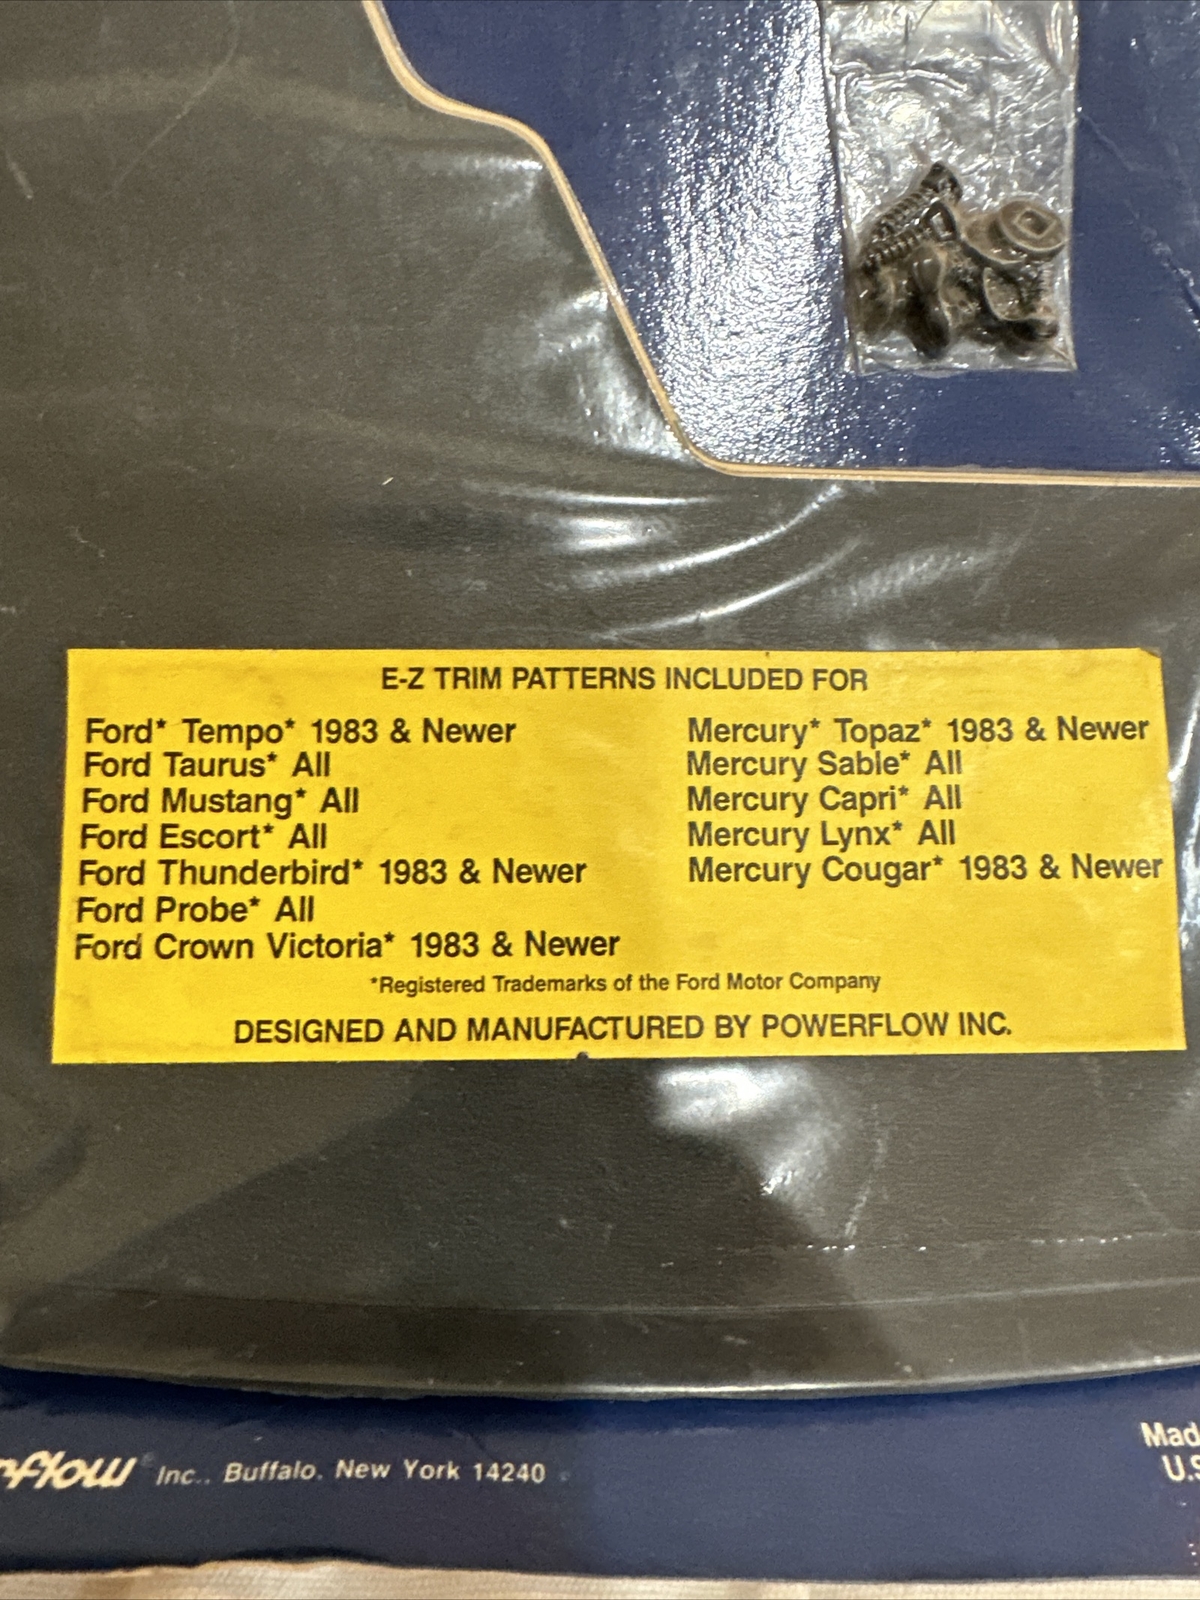 E-Z TRIM PATTERNS INCLUDED FOR
Ford* Tempo* 1983 & Newer
Ford Taurus* All
Ford Mustang* All
Ford Escort* All
Ford Thunderbird* 1983 & Newer
Ford Probe* All
Ford Crown Victoria* 1983 & Newer
Mercury* Topaz* 1983 & Newer
Mercury Sable* All
Mercury Capri* All
Mercury Lynx* All
Mercury Cougar* 1983 & Newer
*Registered Trademarks of the Ford Motor Company
DESIGNED AND MANUFACTURED BY POWERFLOW INC.
rflow® Inc., Buffalo, New York 14240
Mad
U.S